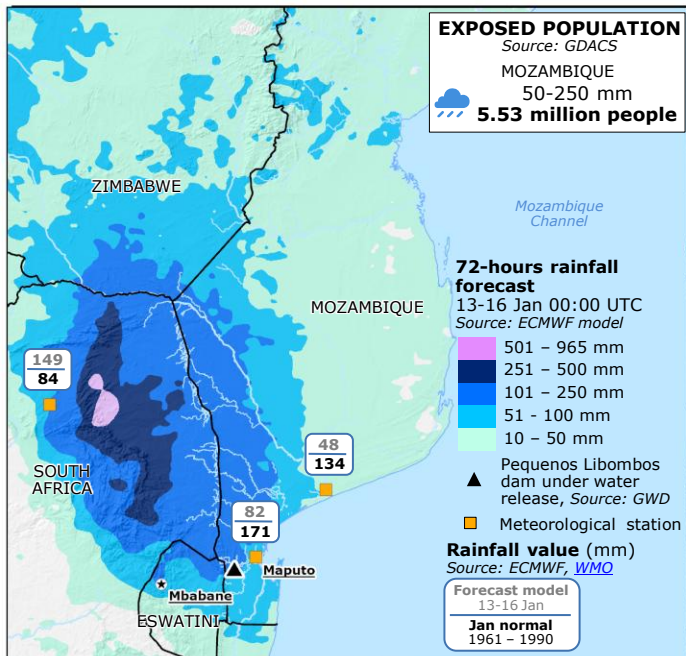 EXPOSED POPULATION
Source: GDACS
MOZAMBIQUE
50-250 mm
5.53 million people
ZIMBABWE
Mozambique
Channel
MOZAMBIQUE
72-hours rainfall
forecast
13-16 Jan 00:00 UTC
Source: ECMWF model
501 – 965 mm
251 – 500 mm
101 – 250 mm
51 - 100 mm
10 – 50 mm
149
84
48
134
SOUTH
AFRICA
82
171
Maputo
Mbabane
ESWATINI
Pequenos Libombos
dam under water
release, Source: GWD
Meteorological station
Rainfall value (mm)
Source: ECMWF, WMO
Forecast model
13-16 Jan
Jan normal
1961 – 1990